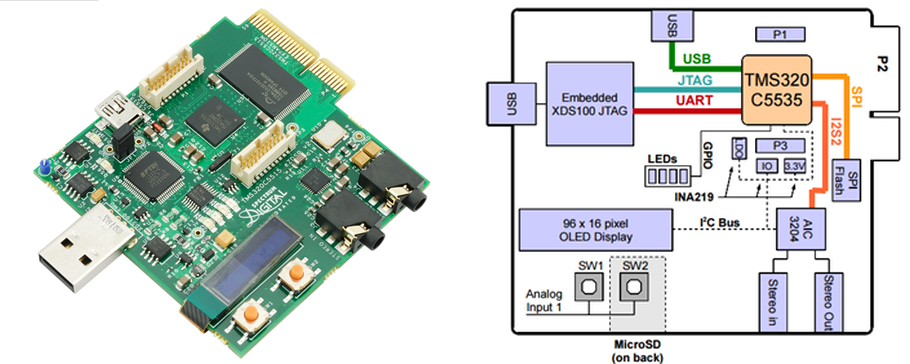 SPECTRUM
DIGITAL
USB
P1
P2
USB
TMS320
C5535
JTAG
SPI
USB
Embedded
XDS100 JTAG
UART
I2S2
GPIO
LDO
P3
LEDs
IO
3.3V
SPI
Flash
INA219
96 x 16 pixel
OLED Display
I²C Bus
AIC
3204
SW1
SW2
Analog
Input 1
Stereo in
Stereo Out
MicroSD
(on back)